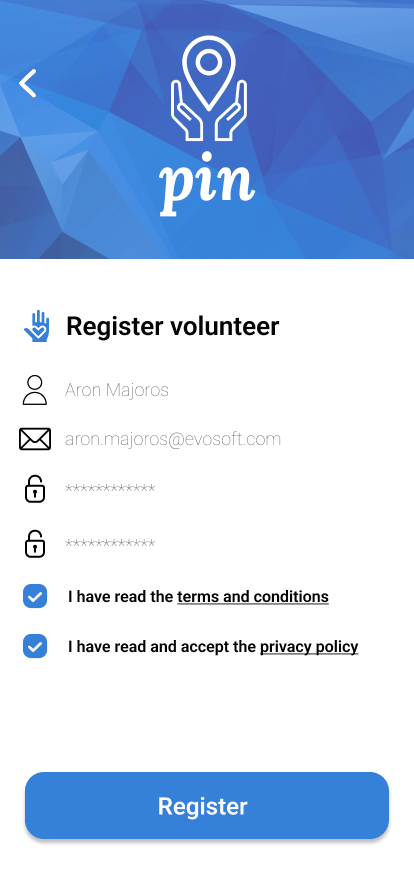 pin
Register volunteer
Aron Majoros
aron.majoros@evosoft.com
************
************
I have read the terms and conditions
I have read and accept the privacy policy
Register